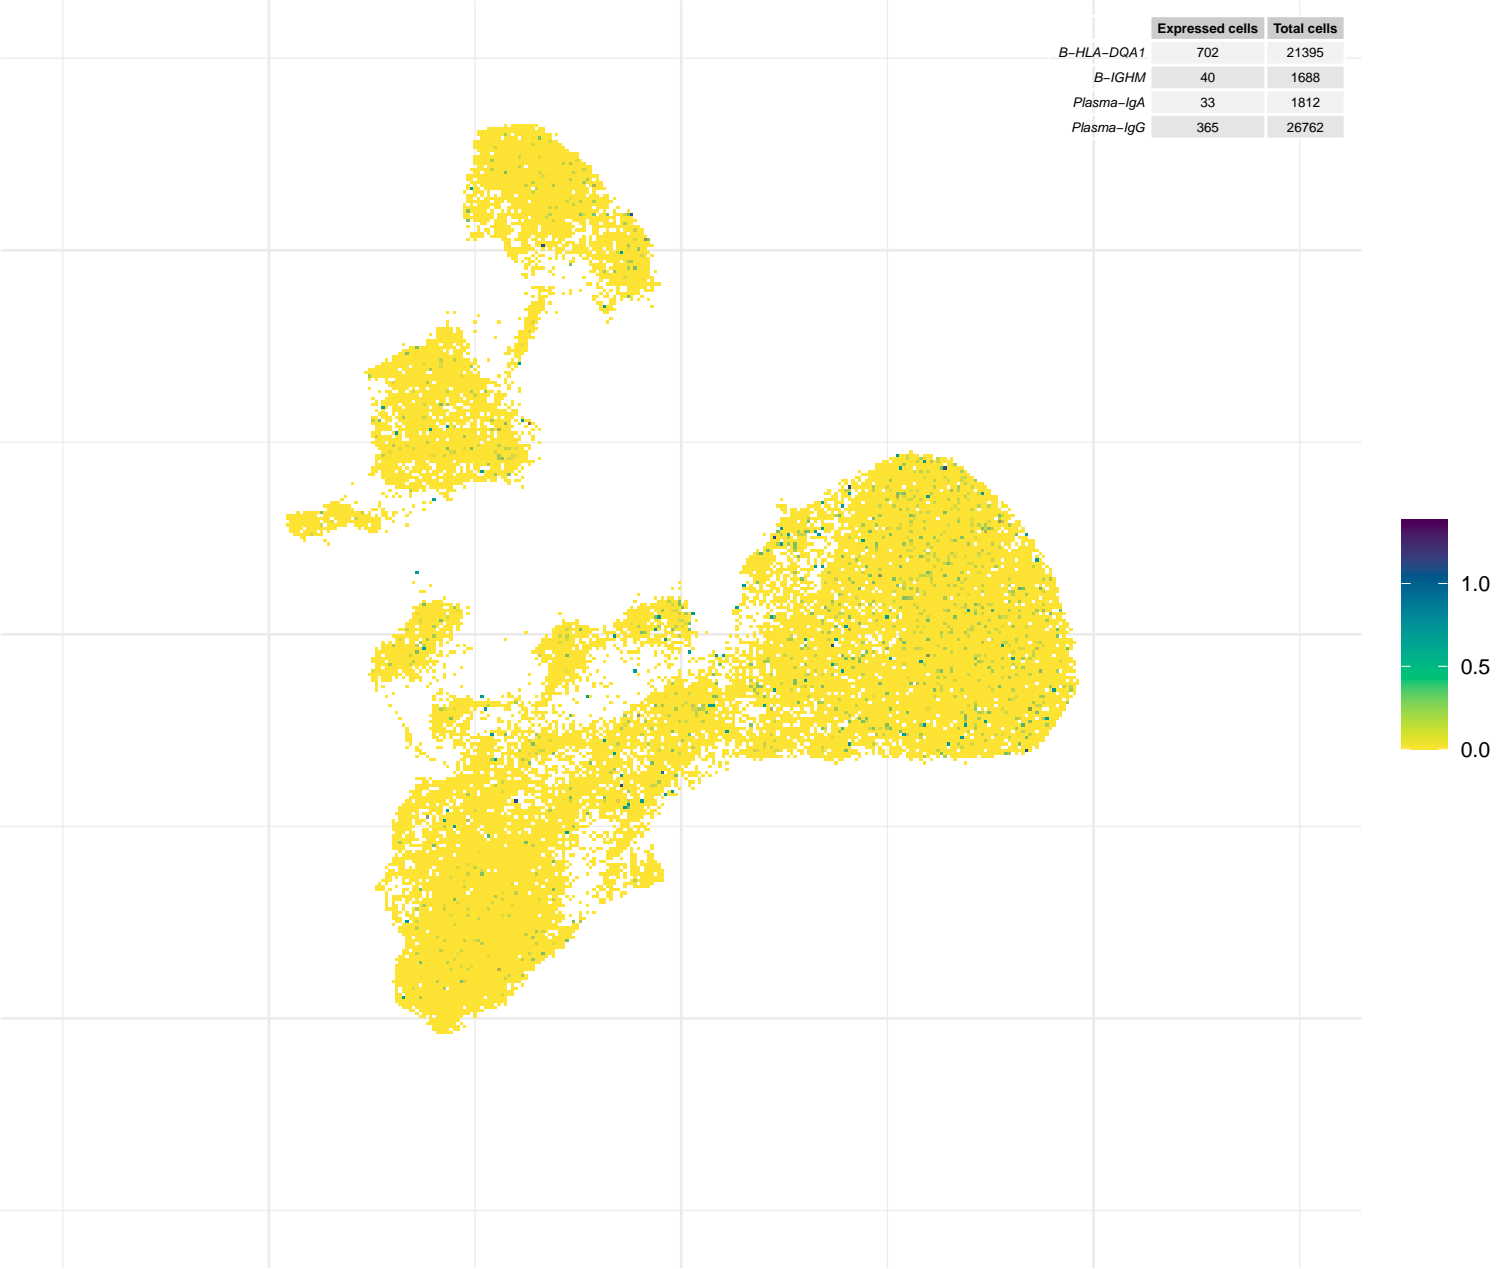 Expressed cells Total cells
B−HLA−DQA1 702 21395
B−IGHM 40 1688
Plasma−IgA 33 1812
Plasma−IgG 365 26762
1.0
0.5
0.0